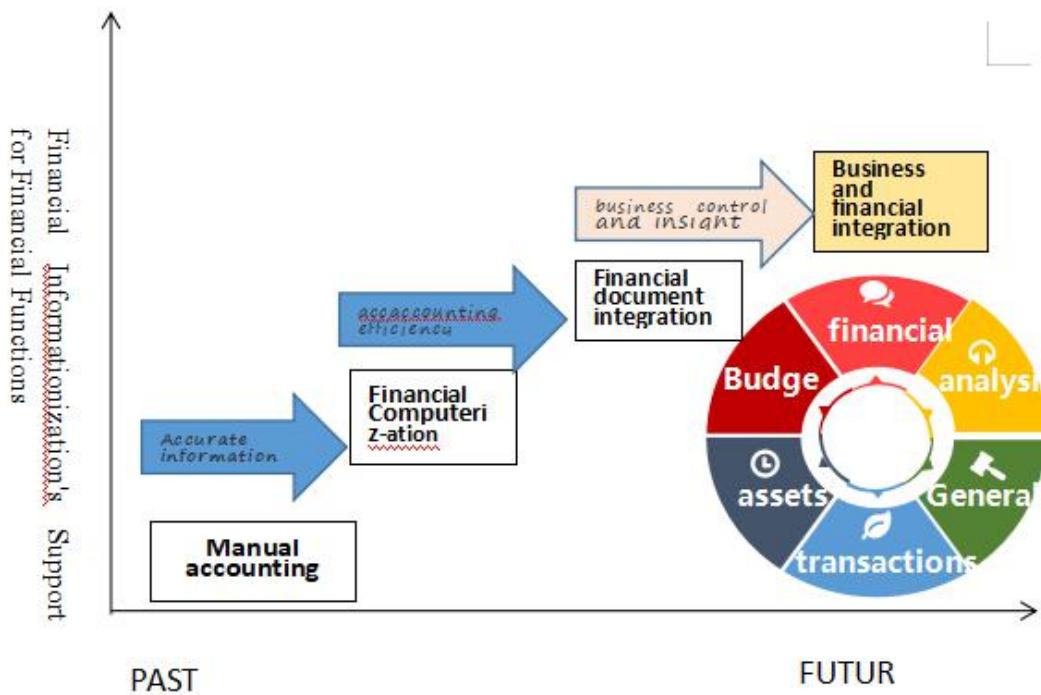 Financial Informationization's Support
for Financial Functions
business control
and insight
Business
and
financial
integration
accaccounting
efficiency
Financial
document
integration
Accurate
information
Financial
Computeri
z-ation
Manual
accounting
financial
Budge
analysi
assets
General
transactions
PAST
FUTUR